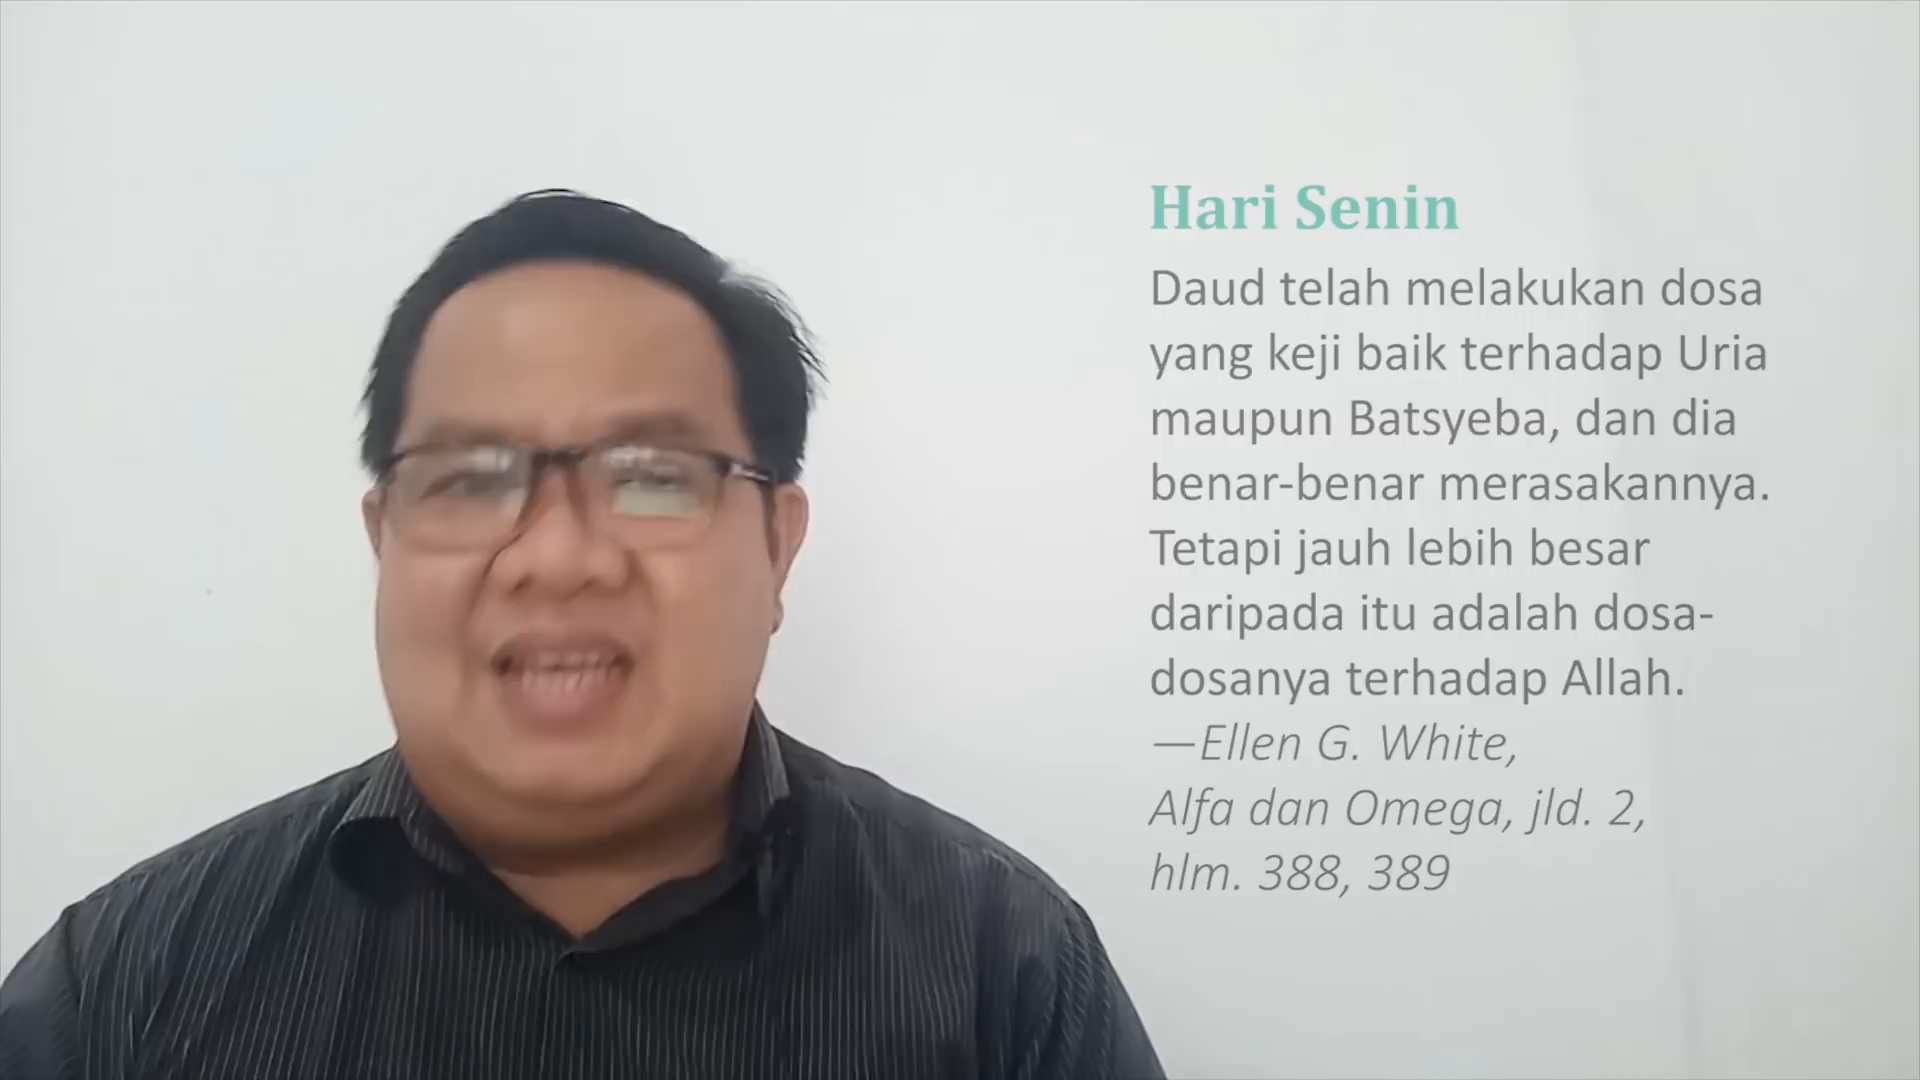 Hari Senin
Daud telah melakukan dosa
yang keji baik terhadap Uria
maupun Batsyeba, dan dia
benar-benar merasakannya.
Tetapi jauh lebih besar
daripada itu adalah dosa-
dosanya terhadap Allah.
—Ellen G. White,
Alfa dan Omega, jld. 2,
hlm. 388, 389